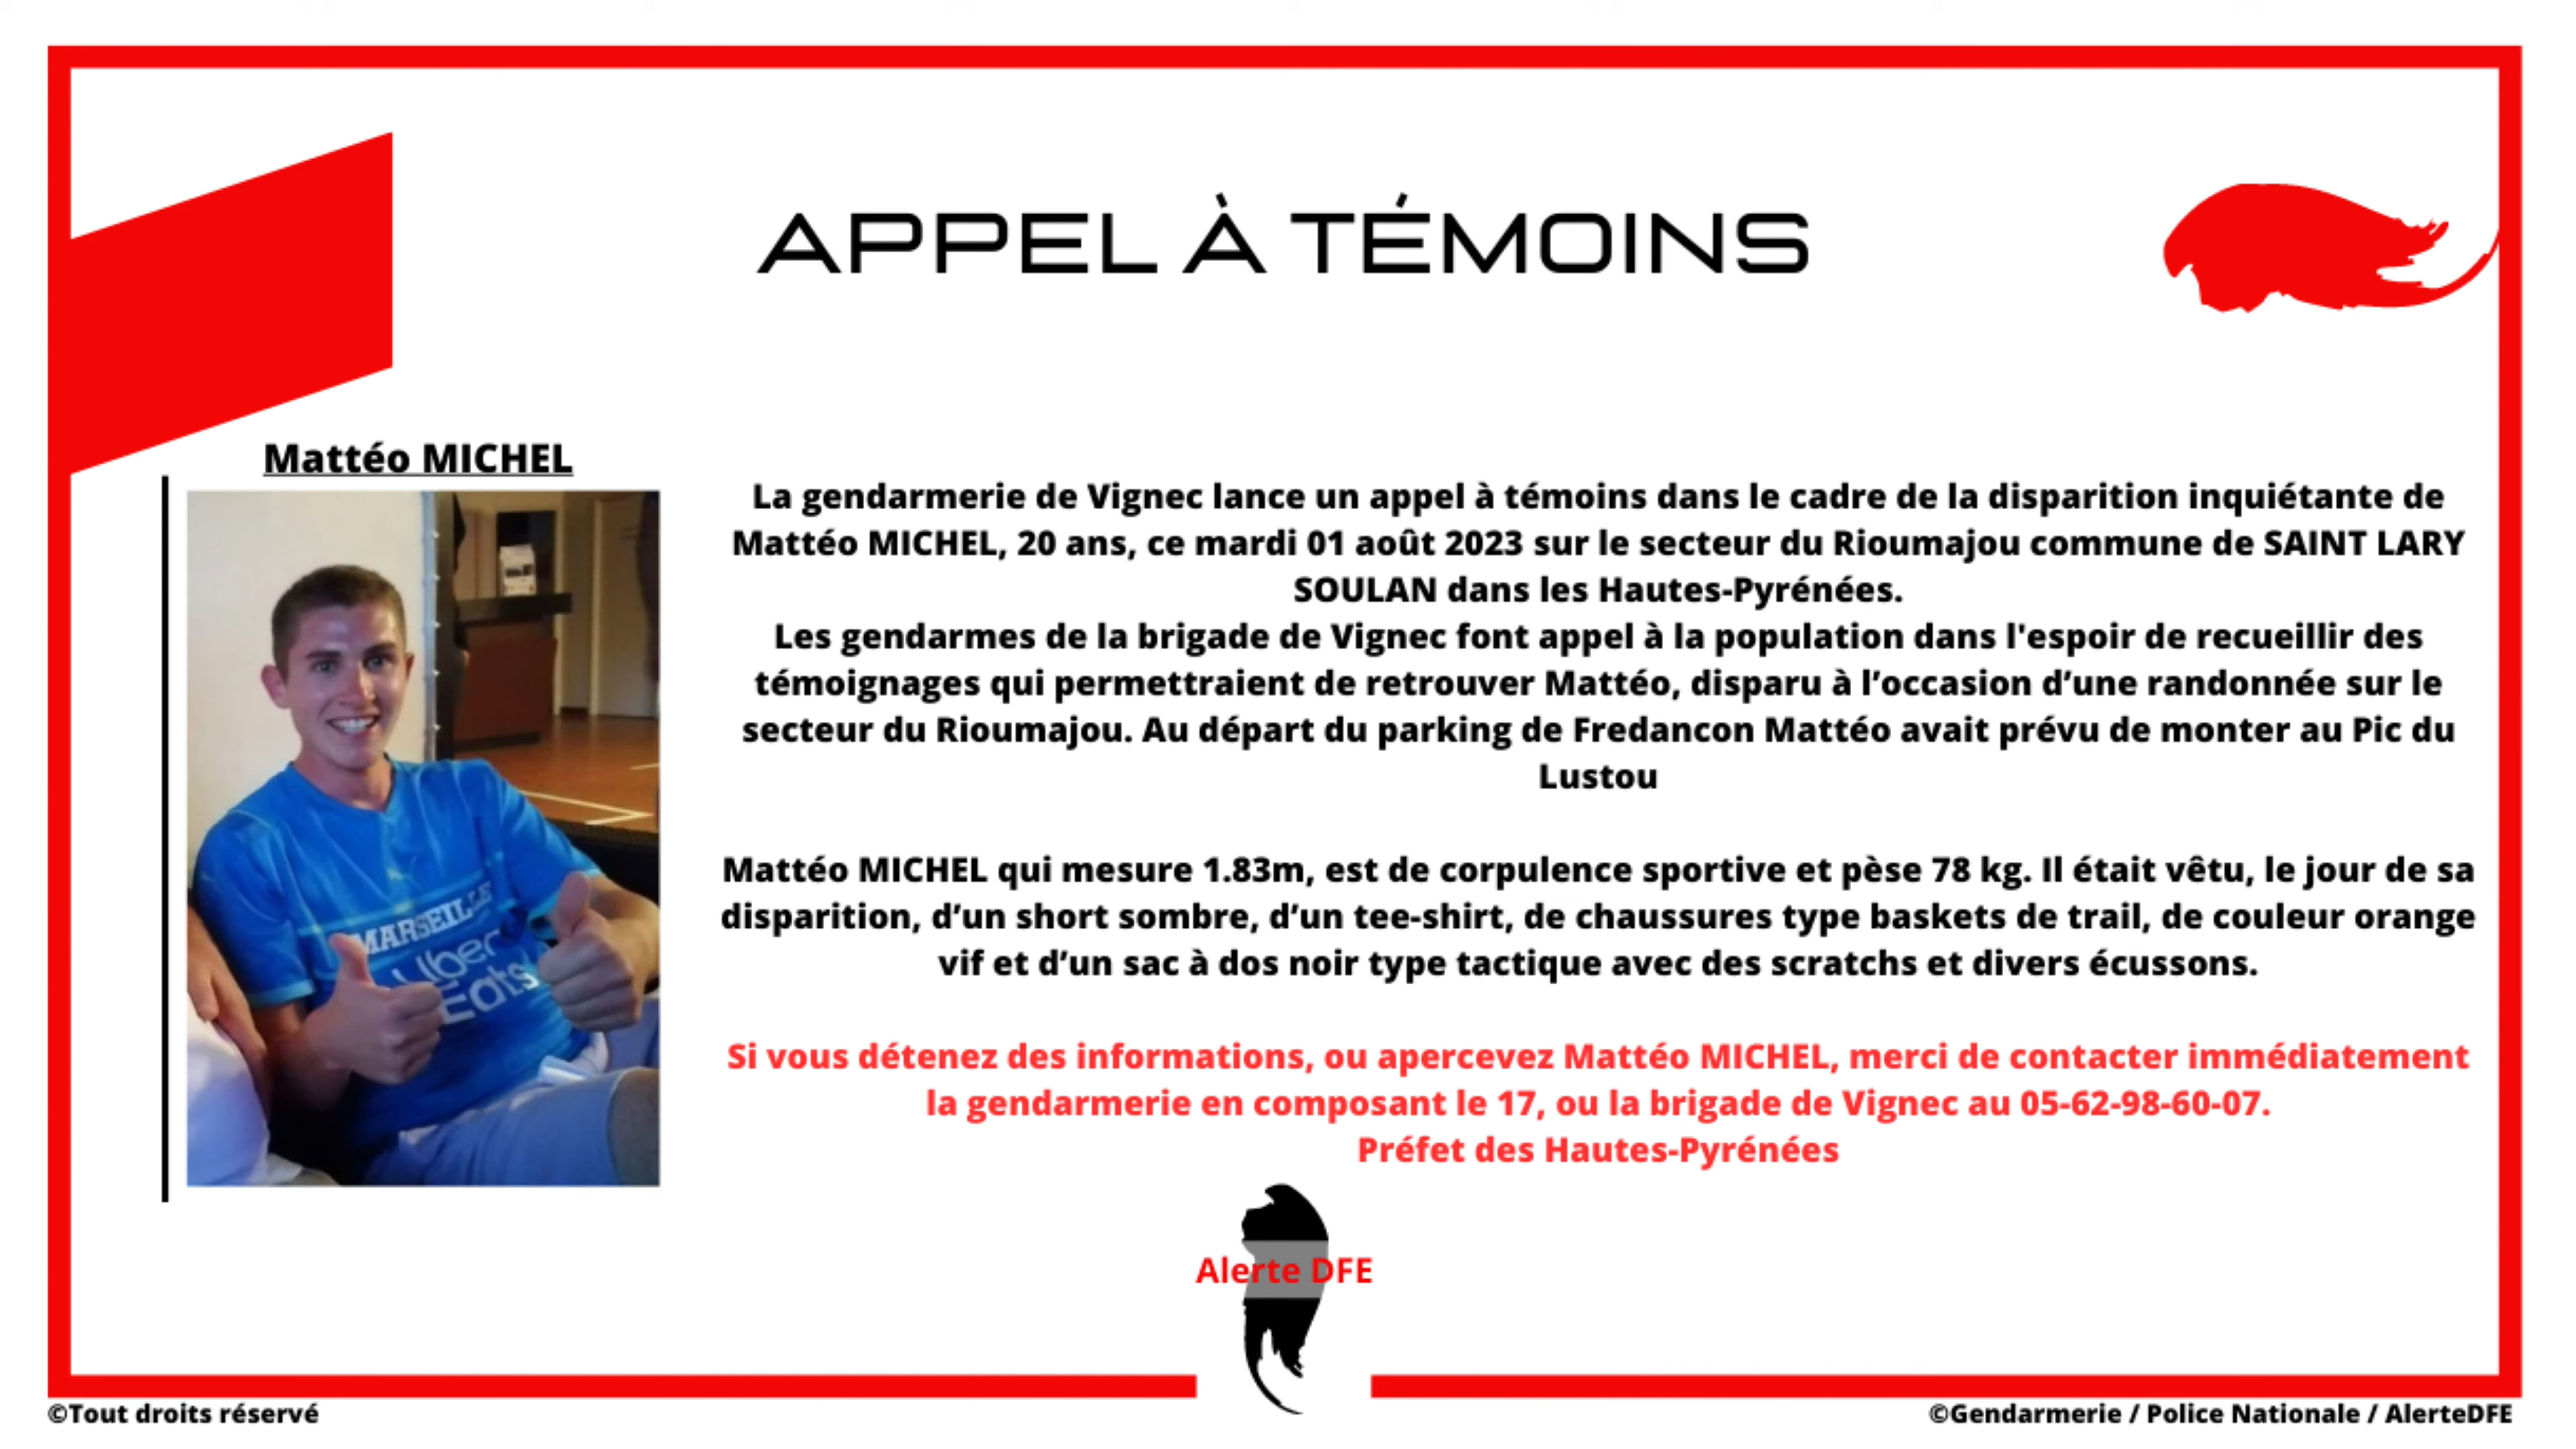 APPEL À TÉMOINS
Mattéo MICHEL
MARSEILLE
Uber
Eats
La gendarmerie de Vignec lance un appel à témoins dans le cadre de la disparition inquiétante de
Mattéo MICHEL, 20 ans, ce mardi 01 août 2023 sur le secteur du Rioumajou commune de SAINT LARY
SOULAN dans les Hautes-Pyrénées.
Les gendarmes de la brigade de Vignec font appel à la population dans l'espoir de recueillir des
témoignages qui permettraient de retrouver Mattéo, disparu à l’occasion d’une randonnée sur le
secteur du Rioumajou. Au départ du parking de Fredancon Mattéo avait prévu de monter au Pic du
Lustou
Mattéo MICHEL qui mesure 1.83m, est de corpulence sportive et pèse 78 kg. Il était vêtu, le jour de sa
disparition, d’un short sombre, d’un tee-shirt, de chaussures type baskets de trail, de couleur orange
vif et d’un sac à dos noir type tactique avec des scratchs et divers écussons.
Si vous détenez des informations, ou apercevez Mattéo MICHEL, merci de contacter immédiatement
la gendarmerie en composant le 17, ou la brigade de Vignec au 05-62-98-60-07.
Préfet des Hautes-Pyrénées
Alerte DFE
©Tout droits réservé
©Gendarmerie / Police Nationale / AlerteDFE